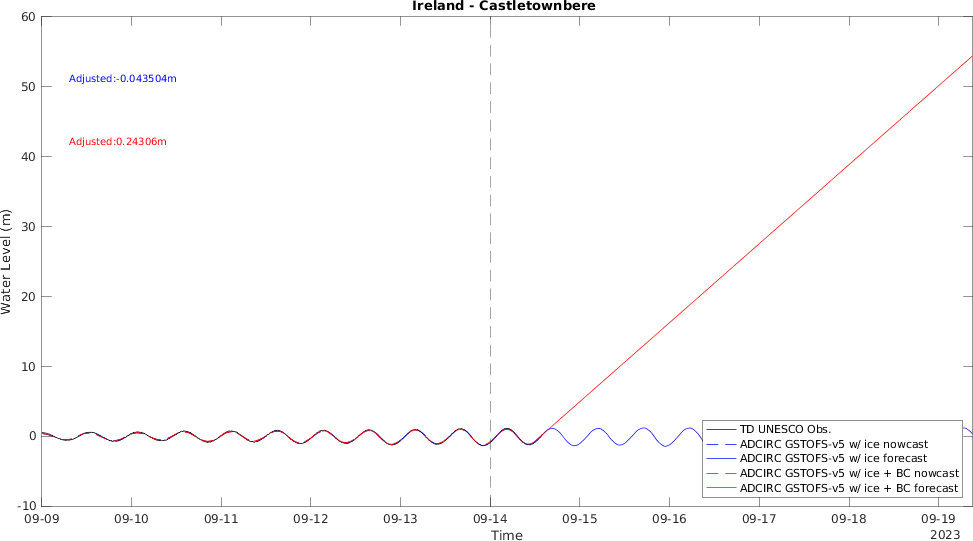 Ireland - Castletownbere
60
50
40
30
20
10
0
-10
Water Level (m)
Adjusted:-0.043504m
Adjusted:0.24306m
TD UNESCO Obs.
ADCIRC GSTOFS-v5 w/ ice nowcast
ADCIRC GSTOFS-v5 w/ ice forecast
ADCIRC GSTOFS-v5 w/ ice + BC nowcast
ADCIRC GSTOFS-v5 w/ ice + BC forecast
09-09 09-10 09-11 09-12 09-13 09-14 09-15 09-16 09-17 09-18 09-19
Time
2023